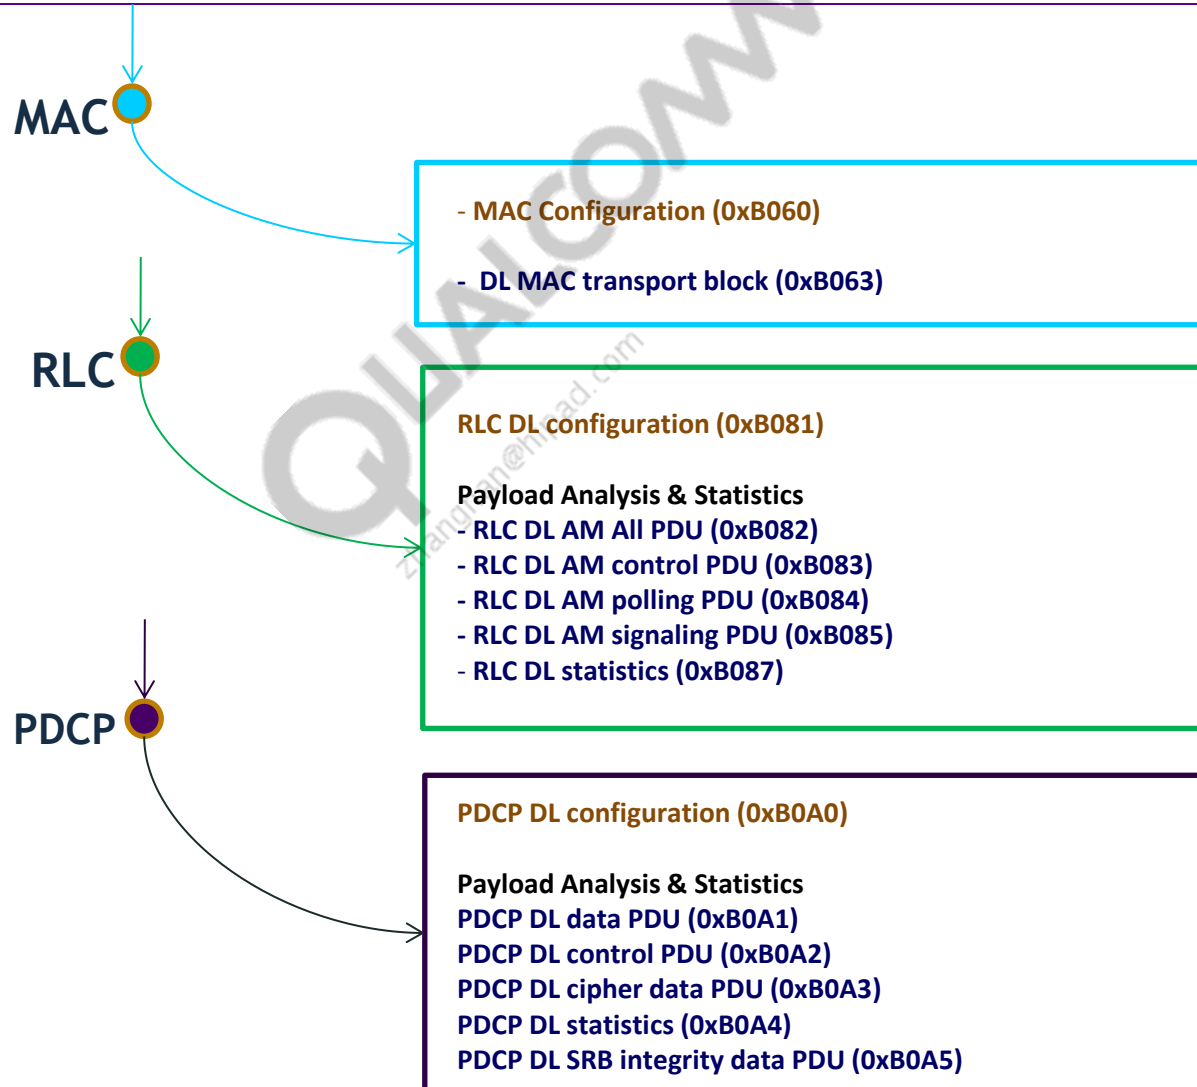 MAC
- MAC Configuration (0xB060)
- DL MAC transport block (0xB063)
RLC
RLC DL configuration (0xB081)
Payload Analysis & Statistics
- RLC DL AM All PDU (0xB082)
- RLC DL AM control PDU (0xB083)
- RLC DL AM polling PDU (0xB084)
- RLC DL AM signaling PDU (0xB085)
- RLC DL statistics (0xB087)
PDCP
PDCP DL configuration (0xB0A0)
Payload Analysis & Statistics
PDCP DL data PDU (0xB0A1)
PDCP DL control PDU (0xB0A2)
PDCP DL cipher data PDU (0xB0A3)
PDCP DL statistics (0xB0A4)
PDCP DL SRB integrity data PDU (0xB0A5)
QUALCOM